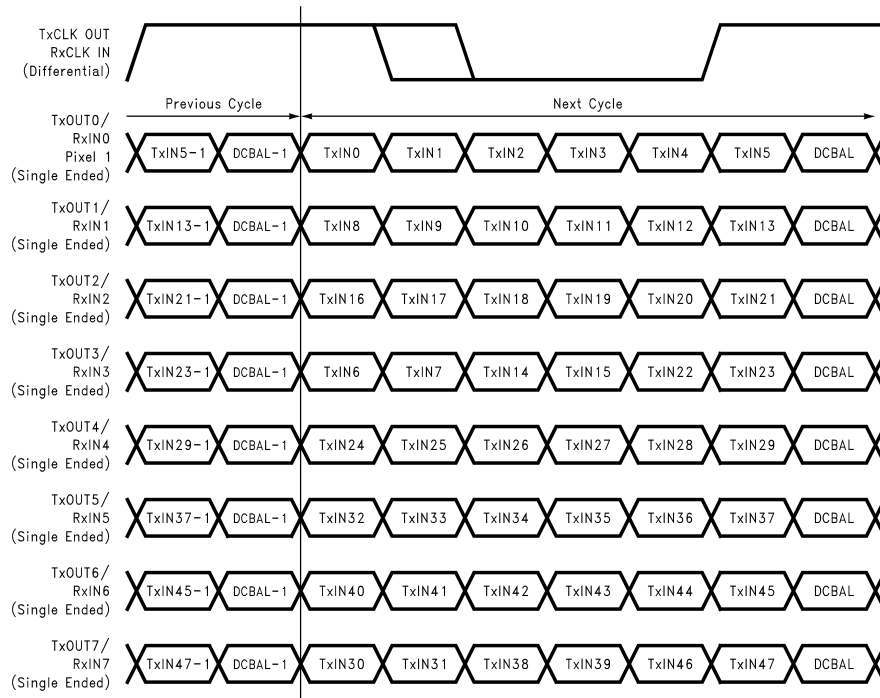 TxCLK OUT
RxCLK IN
(Differential)
Previous Cycle
Next Cycle
TxOUT0/
RxIN0
Pixel 1
(Single Ended)
TxIN5-1 DCBAL-1 TxIN0 TxIN1 TxIN2 TxIN3 TxIN4 TxIN5 DCBAL
TxOUT1/
RxIN1
(Single Ended)
TxIN13-1 DCBAL-1 TxIN8 TxIN9 TxIN10 TxIN11 TxIN12 TxIN13 DCBAL
TxOUT2/
RxIN2
(Single Ended)
TxIN21-1 DCBAL-1 TxIN16 TxIN17 TxIN18 TxIN19 TxIN20 TxIN21 DCBAL
TxOUT3/
RxIN3
(Single Ended)
TxIN23-1 DCBAL-1 TxIN6 TxIN7 TxIN14 TxIN15 TxIN22 TxIN23 DCBAL
TxOUT4/
RxIN4
(Single Ended)
TxIN29-1 DCBAL-1 TxIN24 TxIN25 TxIN26 TxIN27 TxIN28 TxIN29 DCBAL
TxOUT5/
RxIN5
(Single Ended)
TxIN37-1 DCBAL-1 TxIN32 TxIN33 TxIN34 TxIN35 TxIN36 TxIN37 DCBAL
TxOUT6/
RxIN6
(Single Ended)
TxIN45-1 DCBAL-1 TxIN40 TxIN41 TxIN42 TxIN43 TxIN44 TxIN45 DCBAL
TxOUT7/
RxIN7
(Single Ended)
TxIN47-1 DCBAL-1 TxIN30 TxIN31 TxIN38 TxIN39 TxIN46 TxIN47 DCBAL